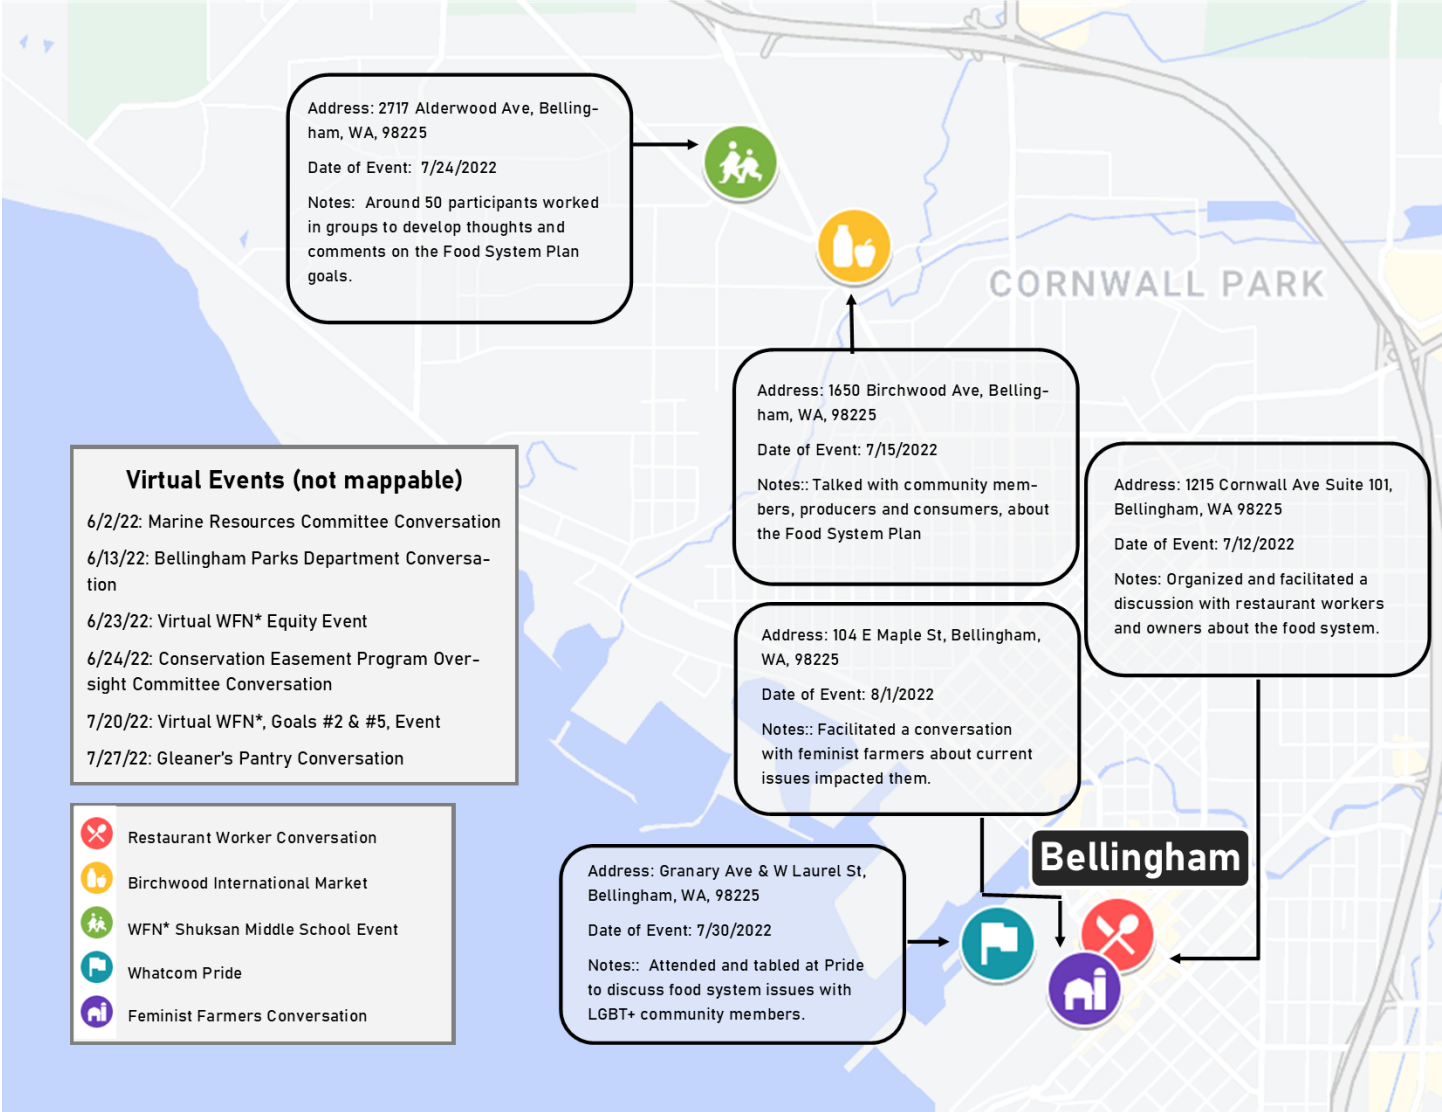 Address: 2717 Alderwood Ave, Belling-
ham, WA, 98225
Date of Event: 7/24/2022
Notes: Around 50 participants worked
in groups to develop thoughts and
comments on the Food System Plan
goals.
CORNWALL PARK
Address: 1650 Birchwood Ave, Belling-
ham, WA, 98225
Date of Event: 7/15/2022
Notes:: Talked with community mem-
bers, producers and consumers, about
the Food System Plan
Address: 1215 Cornwall Ave Suite 101,
Bellingham, WA 98225
Date of Event: 7/12/2022
Notes: Organized and facilitated a
discussion with restaurant workers
and owners about the food system.
Virtual Events (not mappable)
6/2/22: Marine Resources Committee Conversation
6/13/22: Bellingham Parks Department Conversa-
tion
6/23/22: Virtual WFN* Equity Event
6/24/22: Conservation Easement Program Over-
sight Committee Conversation
7/20/22: Virtual WFN*, Goals #2 & #5, Event
7/27/22: Gleaner's Pantry Conversation
Address: 104 E Maple St, Bellingham,
WA, 98225
Date of Event: 8/1/2022
Notes:: Facilitated a conversation
with feminist farmers about current
issues impacted them.
Bellingham
Address: Granary Ave & W Laurel St,
Bellingham, WA, 98225
Date of Event: 7/30/2022
Notes:: Attended and tabled at Pride
to discuss food system issues with
LGBT+ community members.
Restaurant Worker Conversation
Birchwood International Market
WFN* Shuksan Middle School Event
Whatcom Pride
Feminist Farmers Conversation